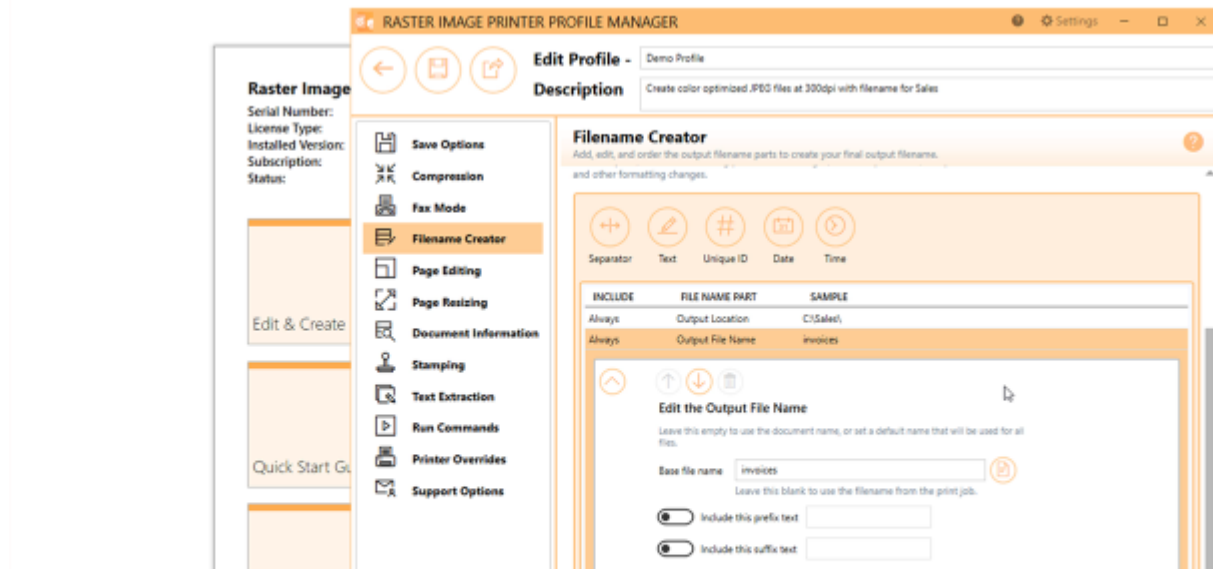 RASTER IMAGE PRINTER PROFILE MANAGER
Settings
Edit Profile - Demo Profile
Description Create color optimized JPEG files at 300dpi with filename for Sales
Raster Image
Serial Number:
License Type:
Installed Version:
Subscription:
Status:
Edit & Create
Quick Start Gu
Save Options
Compression
Fax Mode
Filename Creator
Page Editing
Page Resizing
Document Information
Stamping
Text Extraction
Run Commands
Printer Overrides
Support Options
Filename Creator
Add, edit, and order the output filename parts to create your final output filename.
and other formatting changes.
Separator Text Unique ID Date Time
INCLUDE FILE NAME PART SAMPLE
Always Output Location C:\Sales\
Always Output File Name invoices
Edit the Output File Name
Leave this empty to use the document name, or set a default name that will be used for all
files.
Base file name invoices
Leave this blank to use the filename from the print job.
Include this prefix text
Include this suffix text